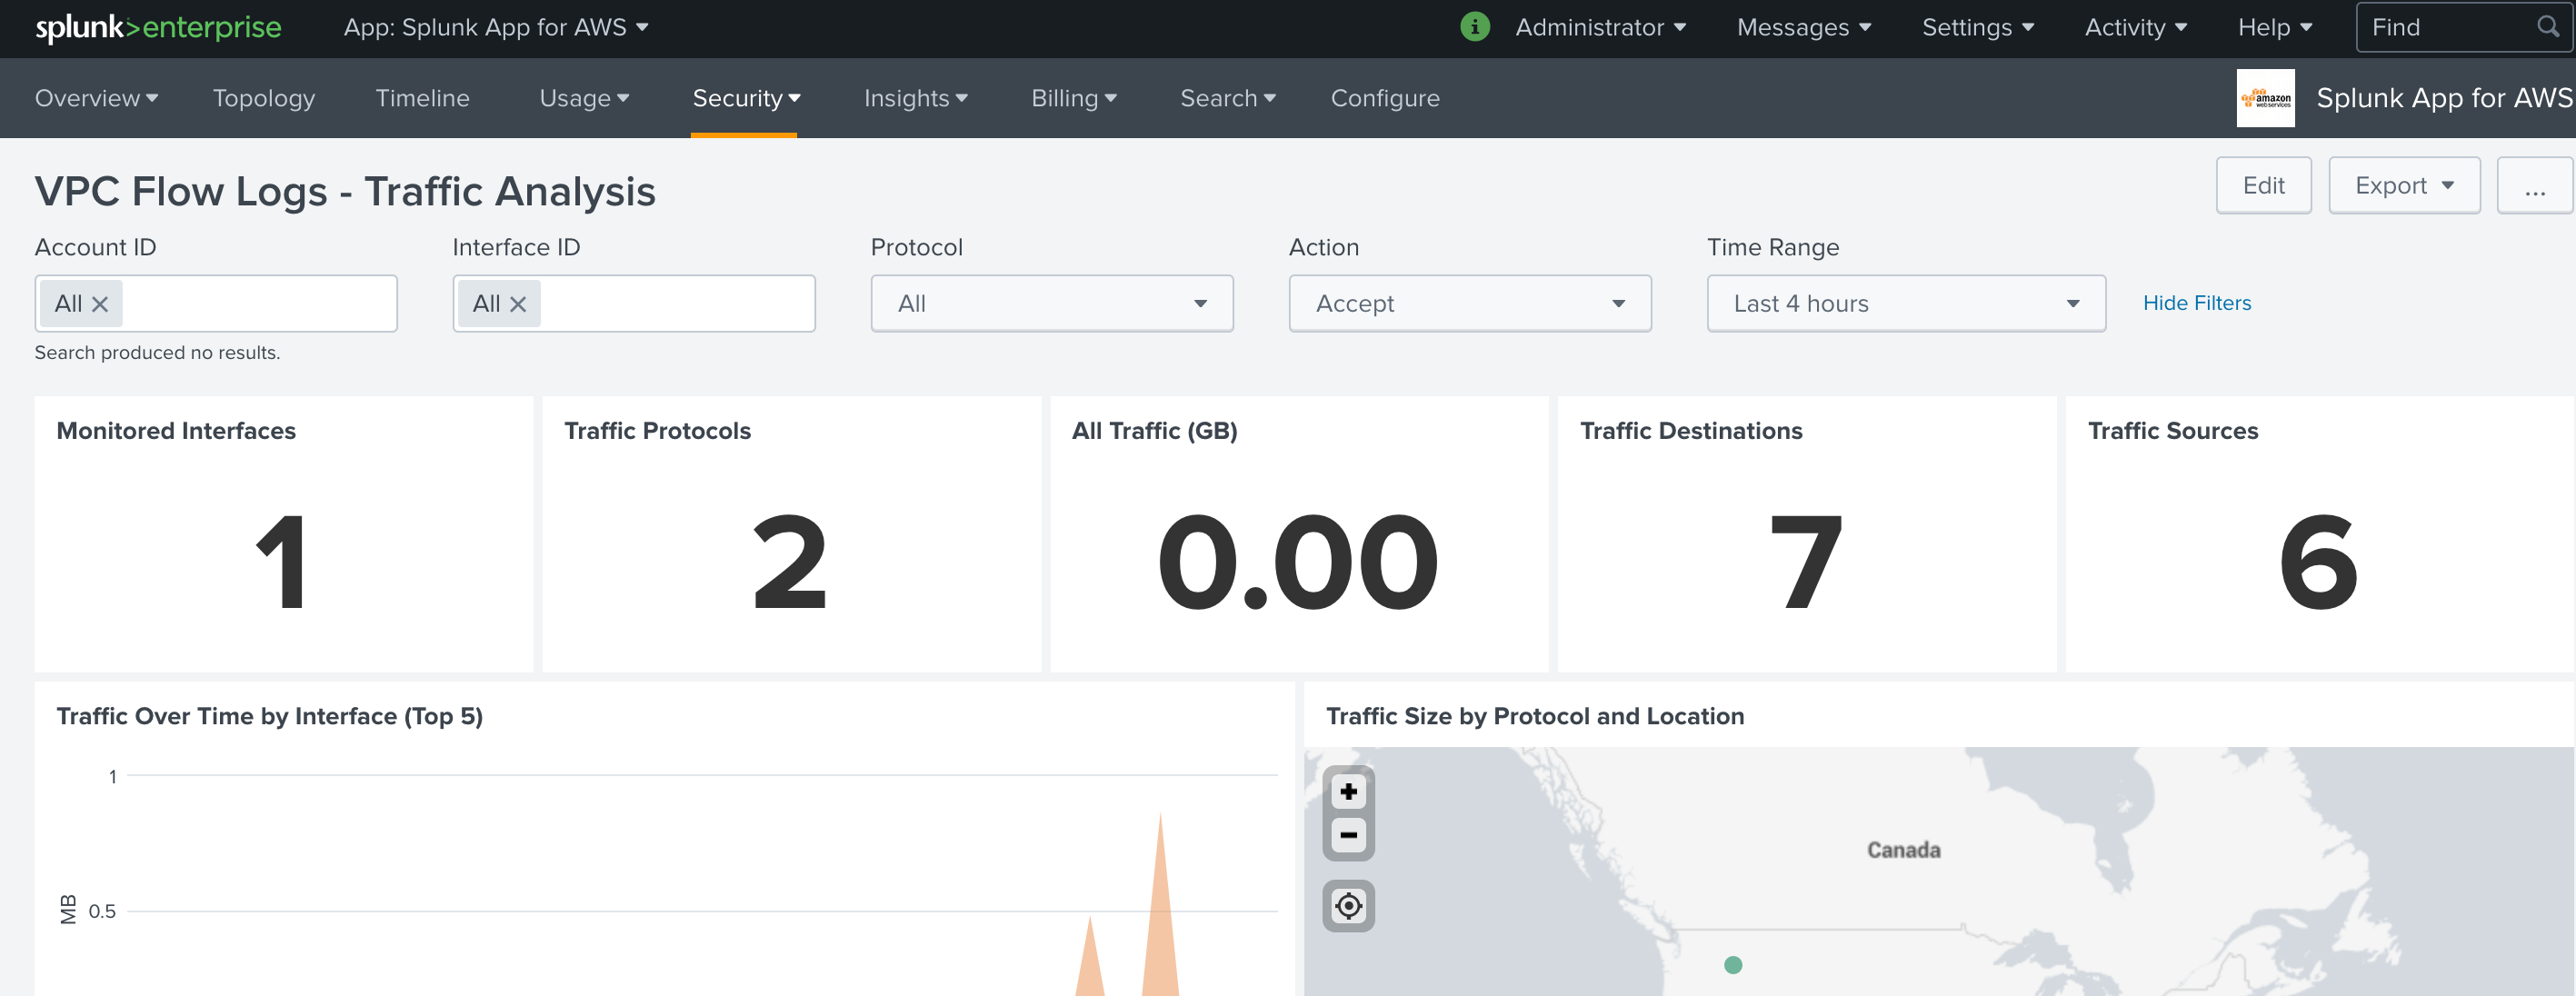 splunk>enterprise App: Splunk App for AWS i Administrator Messages Settings Activity Help Find
Overview Topology Timeline Usage Security Insights Billing Search Configure amazon web services Splunk App for AWS
VPC Flow Logs - Traffic Analysis Edit Export ...
Account ID Interface ID Protocol Action Time Range
All All All Accept Last 4 hours Hide Filters
Search produced no results.
Monitored Interfaces Traffic Protocols All Traffic (GB) Traffic Destinations Traffic Sources
1 2 0.00 7 6
Traffic Over Time by Interface (Top 5) Traffic Size by Protocol and Location
1
Canada
MB 0.5